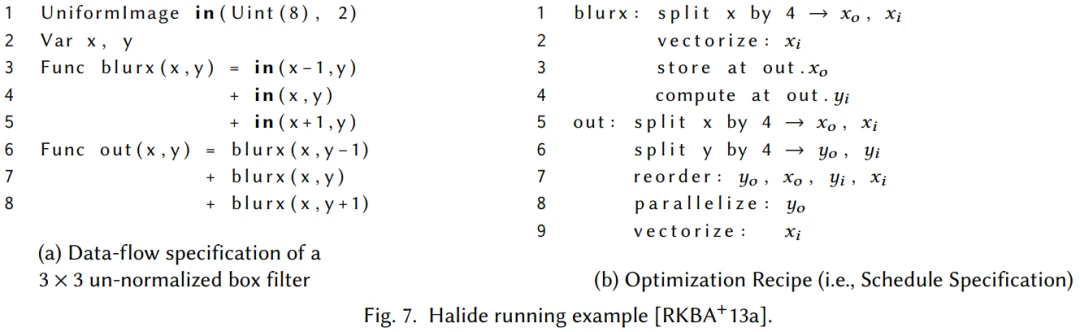 1 UniformImage in(Uint(8), 2)
2 Var x, y
3 Func blurx(x,y) = in(x-1,y)
4 + in(x,y)
5 + in(x+1,y)
6 Func out(x,y) = blurx(x,y-1)
7 + blurx(x,y)
8 + blurx(x,y+1)
(a) Data-flow specification of a
3 × 3 un-normalized box filter
1 blurx: split x by 4 → xₒ, xᵢ
2 vectorize: xᵢ
3 store at out.xₒ
4 compute at out.yᵢ
5 out: split x by 4 → xₒ, xᵢ
6 split y by 4 → yₒ, yᵢ
7 reorder: yₒ, xₒ, yᵢ, xᵢ
8 parallelize: yₒ
9 vectorize: xᵢ
(b) Optimization Recipe (i.e., Schedule Specification)
Fig. 7. Halide running example [RKBA⁺13a].